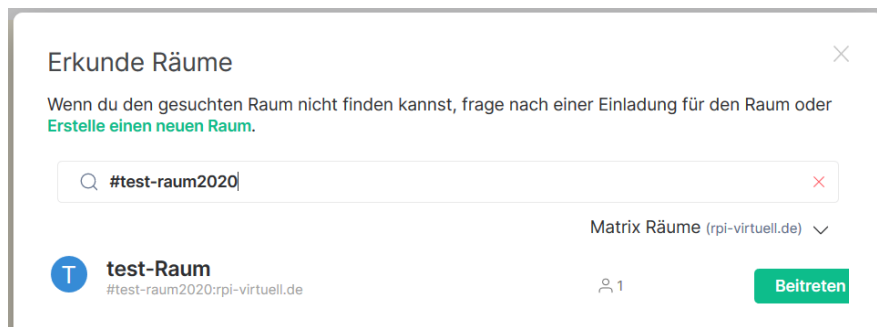 Erkunde Räume
Wenn du den gesuchten Raum nicht finden kannst, frage nach einer Einladung für den Raum oder
Erstelle einen neuen Raum.
#test-raum2020
Matrix Räume (rpi-virtuell.de)
T
test-Raum
#test-raum2020:rpi-virtuell.de
1
Beitreten